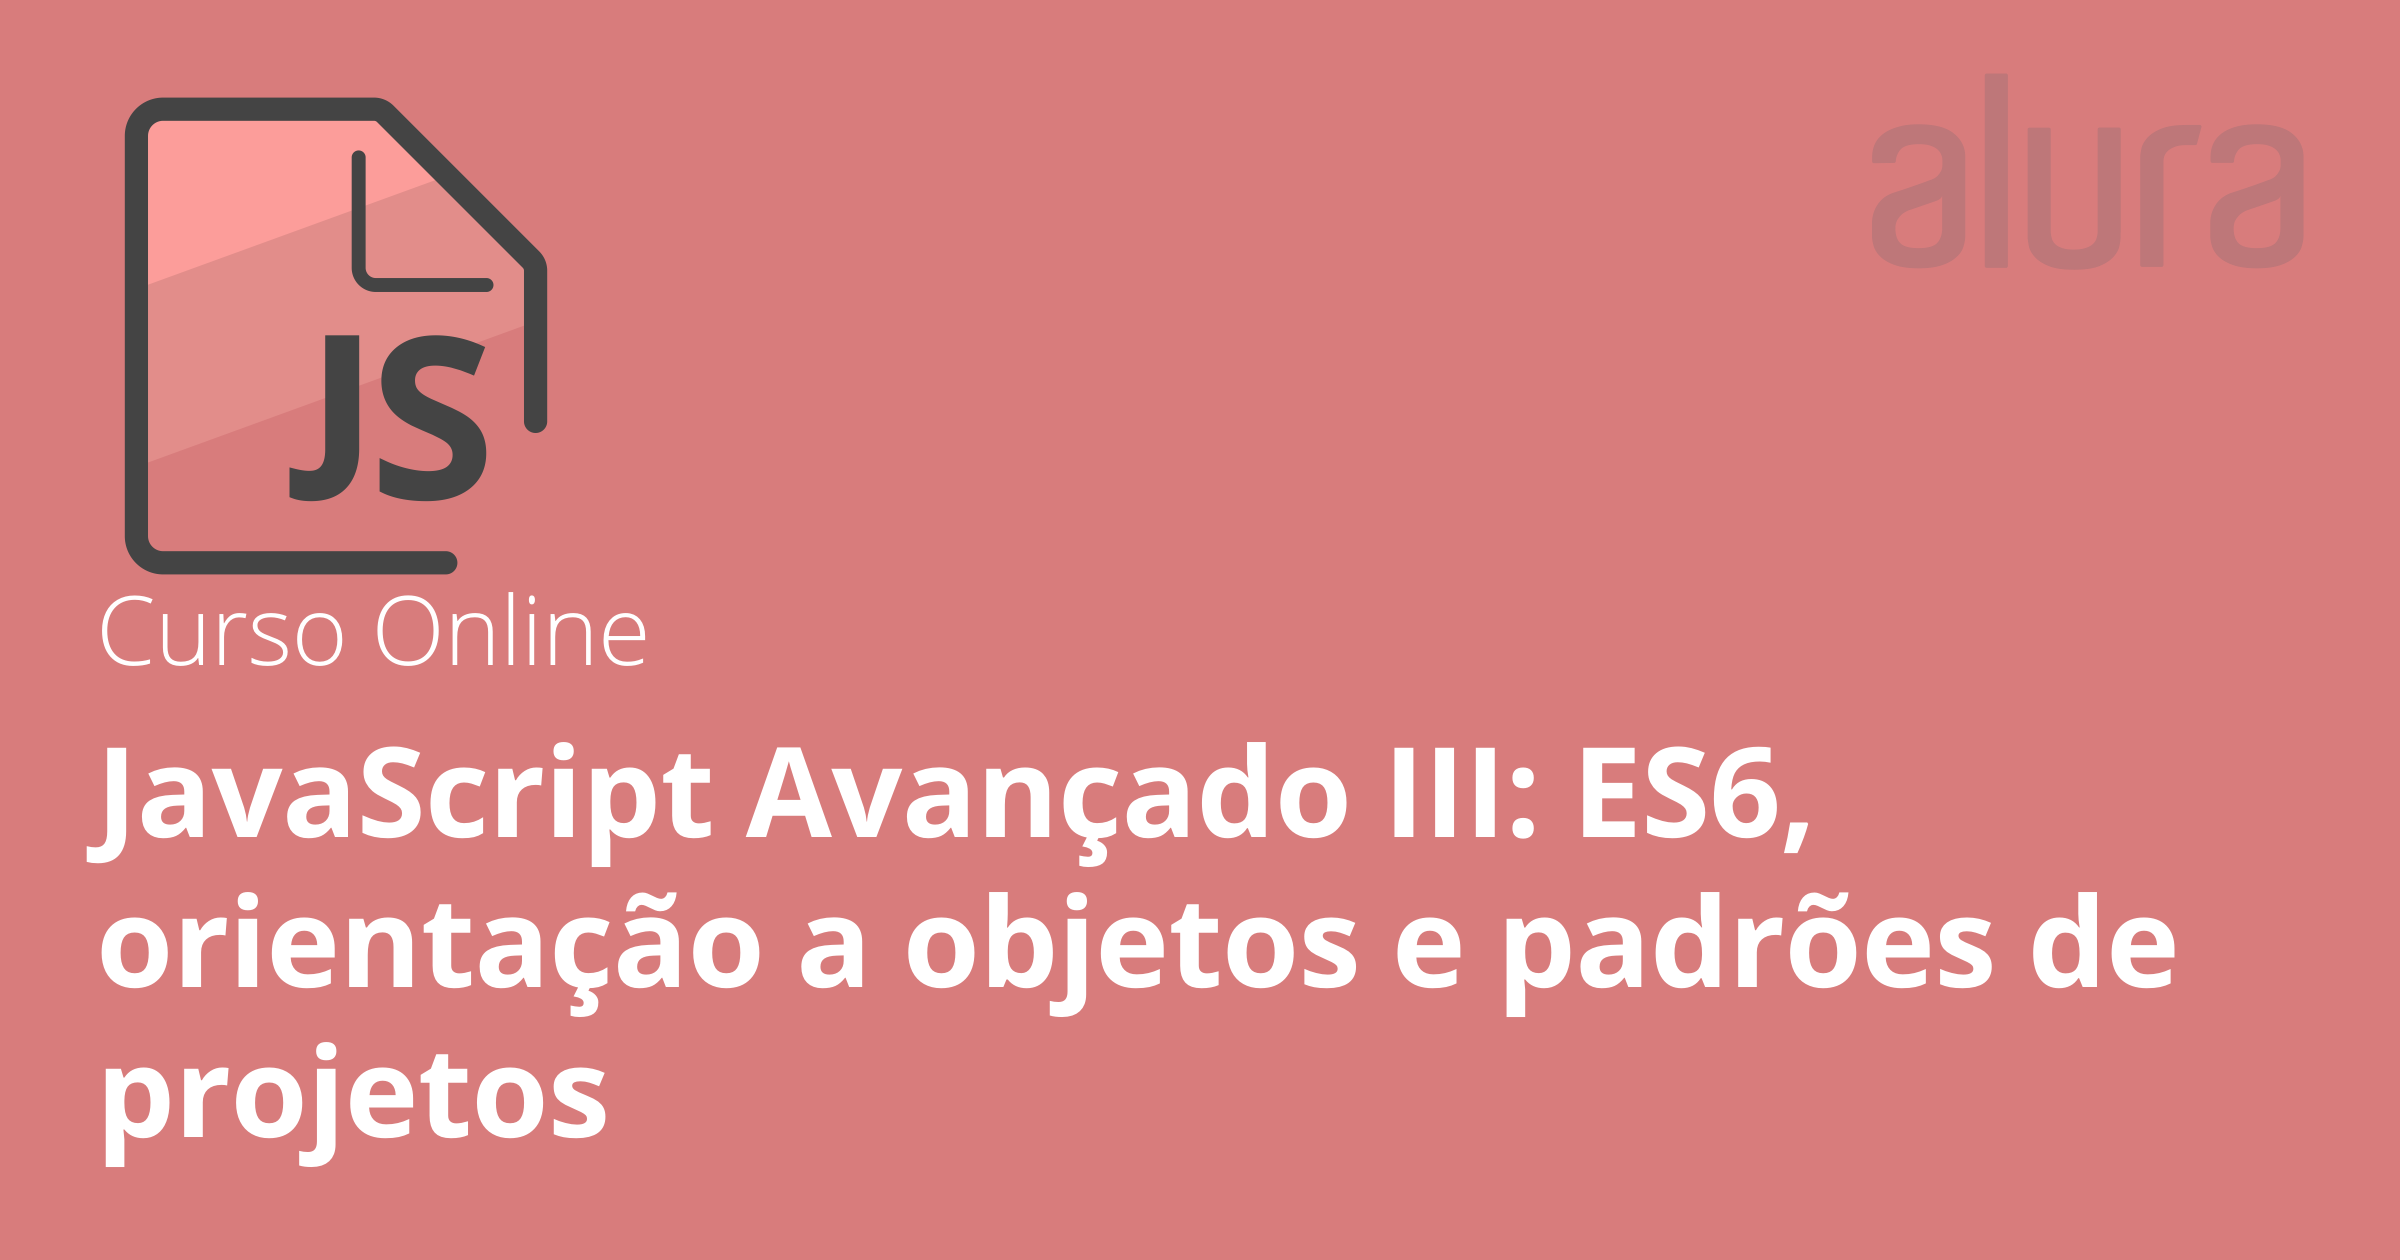 alura
JS
Curso Online
JavaScript Avançado III: ES6,
orientação a objetos e padrões de
projetos